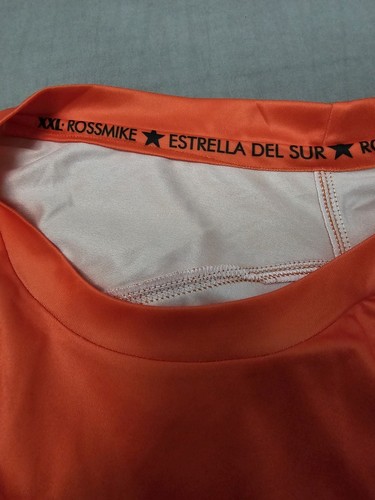 XXL· ROSSMIKE ★ ESTRELLA DEL SUR ★ RO